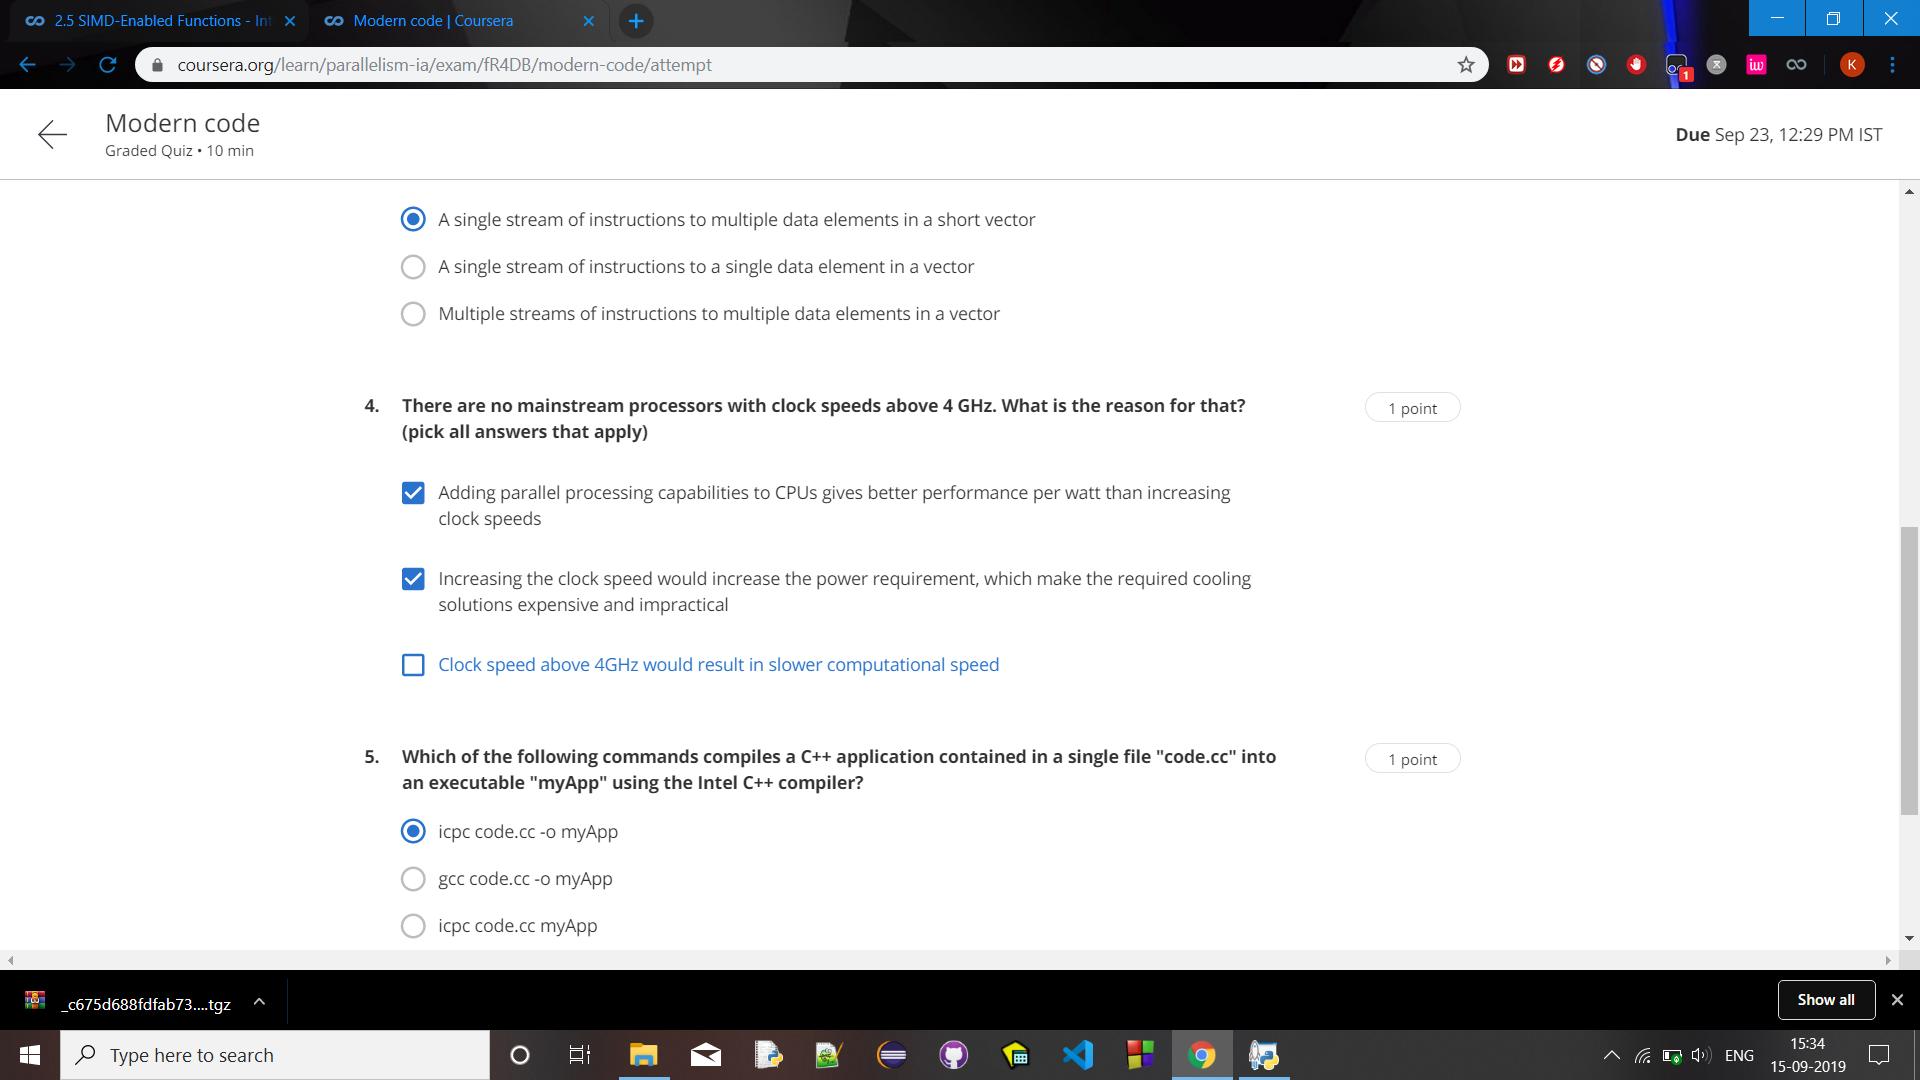 2.5 SIMD-Enabled Functions - Int
Modern code | Coursera
coursera.org/learn/parallelism-ia/exam/fR4DB/modern-code/attempt
1
K
Modern code
Graded Quiz • 10 min
Due Sep 23, 12:29 PM IST
A single stream of instructions to multiple data elements in a short vector
A single stream of instructions to a single data element in a vector
Multiple streams of instructions to multiple data elements in a vector
4. There are no mainstream processors with clock speeds above 4 GHz. What is the reason for that?
(pick all answers that apply)
1 point
Adding parallel processing capabilities to CPUs gives better performance per watt than increasing
clock speeds
Increasing the clock speed would increase the power requirement, which make the required cooling
solutions expensive and impractical
Clock speed above 4GHz would result in slower computational speed
5. Which of the following commands compiles a C++ application contained in a single file "code.cc" into
an executable "myApp" using the Intel C++ compiler?
1 point
icpc code.cc -o myApp
gcc code.cc -o myApp
icpc code.cc myApp
_c675d688fdfab73....tgz
Show all
Type here to search
ENG
15:34
15-09-2019